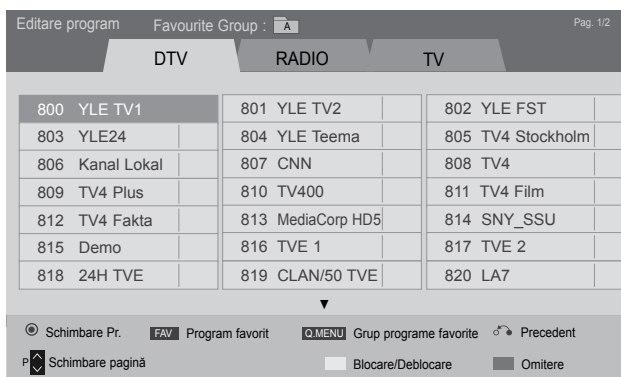 Editare program Favourite Group : A Pag. 1/2
DTV RADIO TV
800 YLE TV1 801 YLE TV2 802 YLE FST
803 YLE24 804 YLE Teema 805 TV4 Stockholm
806 Kanal Lokal 807 CNN 808 TV4
809 TV4 Plus 810 TV400 811 TV4 Film
812 TV4 Fakta 813 MediaCorp HD5 814 SNY_SSU
815 Demo 816 TVE 1 817 TVE 2
818 24H TVE 819 CLAN/50 TVE 820 LA7
Schimbare Pr. FAV Program favorit Q.MENU Grup programe favorite Precedent
P Schimbare pagină Blocare/Deblocare Omitere